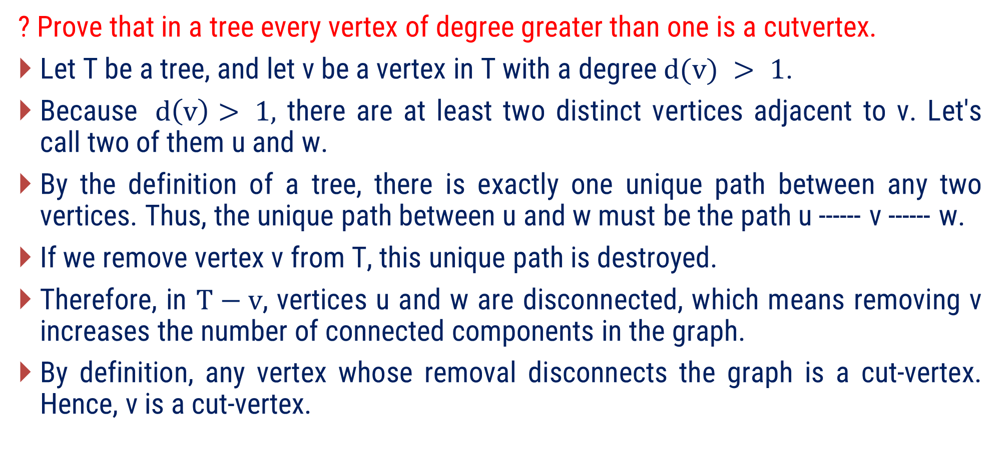 ? Prove that in a tree every vertex of degree greater than one is a cutvertex.
Let T be a tree, and let v be a vertex in T with a degree d(v) > 1.
Because d(v) > 1, there are at least two distinct vertices adjacent to v. Let's
call two of them u and w.
By the definition of a tree, there is exactly one unique path between any two
vertices. Thus, the unique path between u and w must be the path u ------ v ------ w.
If we remove vertex v from T, this unique path is destroyed.
Therefore, in T − v, vertices u and w are disconnected, which means removing v
increases the number of connected components in the graph.
By definition, any vertex whose removal disconnects the graph is a cut-vertex.
Hence, v is a cut-vertex.